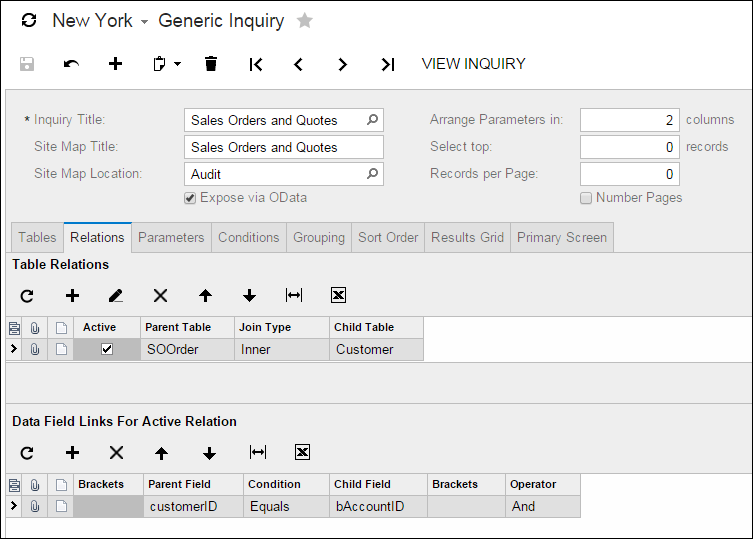 New York Generic Inquiry
VIEW INQUIRY
* Inquiry Title: Sales Orders and Quotes Arrange Parameters in: 2 columns
Site Map Title: Sales Orders and Quotes Select top: 0 records
Site Map Location: Audit Records per Page: 0
Expose via OData Number Pages
Tables Relations Parameters Conditions Grouping Sort Order Results Grid Primary Screen
Table Relations
Active Parent Table Join Type Child Table
SOOrder Inner Customer
Data Field Links For Active Relation
Brackets Parent Field Condition Child Field Brackets Operator
customerID Equals bAccountID And